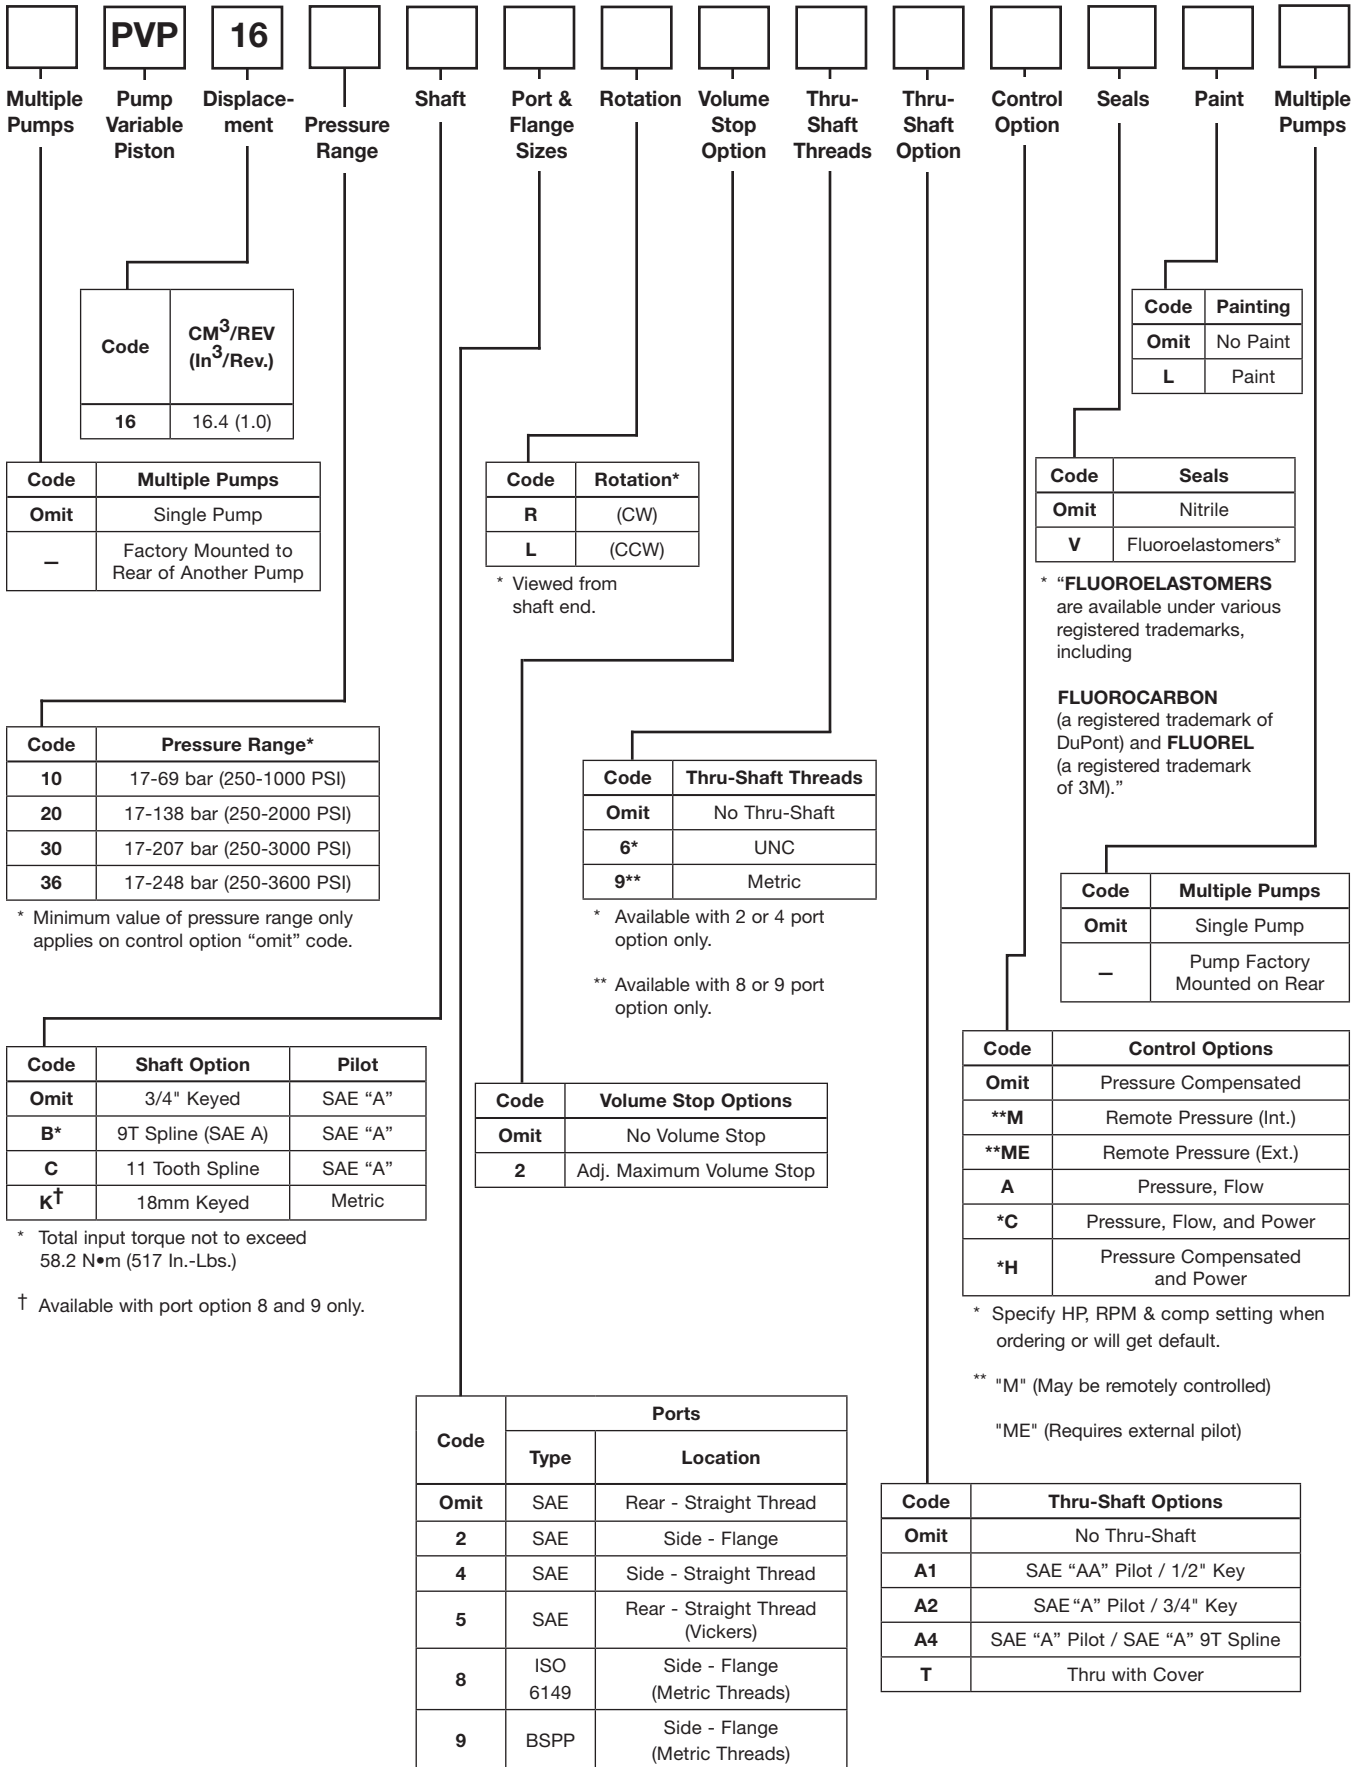 PVP 16
Multiple Pumps
Pump Variable Piston
Displace-ment
Pressure Range
Shaft
Port & Flange Sizes
Rotation
Volume Stop Option
Thru-Shaft Threads
Thru-Shaft Option
Control Option
Seals
Paint
Multiple Pumps
Code CM3/REV (In3/Rev.)
16 16.4 (1.0)
Code Painting
Omit No Paint
L Paint
Code Multiple Pumps
Omit Single Pump
— Factory Mounted to
Rear of Another Pump
Code Rotation*
R (CW)
L (CCW)
* Viewed from
shaft end.
Code Seals
Omit Nitrile
V Fluoroelastomers*
* “FLUOROELASTOMERS
are available under various
registered trademarks,
including
FLUOROCARBON
(a registered trademark of
DuPont) and FLUOREL
(a registered trademark
of 3M).”
Code Pressure Range*
10 17-69 bar (250-1000 PSI)
20 17-138 bar (250-2000 PSI)
30 17-207 bar (250-3000 PSI)
36 17-248 bar (250-3600 PSI)
* Minimum value of pressure range only
applies on control option “omit” code.
Code Thru-Shaft Threads
Omit No Thru-Shaft
6* UNC
9** Metric
* Available with 2 or 4 port
option only.
** Available with 8 or 9 port
option only.
Code Multiple Pumps
Omit Single Pump
— Pump Factory
Mounted on Rear
Code Shaft Option Pilot
Omit 3/4" Keyed SAE “A”
B* 9T Spline (SAE A) SAE “A”
C 11 Tooth Spline SAE “A”
K† 18mm Keyed Metric
* Total input torque not to exceed
58.2 N•m (517 In.-Lbs.)
† Available with port option 8 and 9 only.
Code Volume Stop Options
Omit No Volume Stop
2 Adj. Maximum Volume Stop
Code Control Options
Omit Pressure Compensated
**M Remote Pressure (Int.)
**ME Remote Pressure (Ext.)
A Pressure, Flow
*C Pressure, Flow, and Power
*H Pressure Compensated
and Power
* Specify HP, RPM & comp setting when
ordering or will get default.
** "M" (May be remotely controlled)
"ME" (Requires external pilot)
Code Ports
Type Location
Omit SAE Rear - Straight Thread
2 SAE Side - Flange
4 SAE Side - Straight Thread
5 SAE Rear - Straight Thread
(Vickers)
8 ISO 6149 Side - Flange
(Metric Threads)
9 BSPP Side - Flange
(Metric Threads)
Code Thru-Shaft Options
Omit No Thru-Shaft
A1 SAE “AA” Pilot / 1/2" Key
A2 SAE “A” Pilot / 3/4" Key
A4 SAE “A” Pilot / SAE “A” 9T Spline
T Thru with Cover